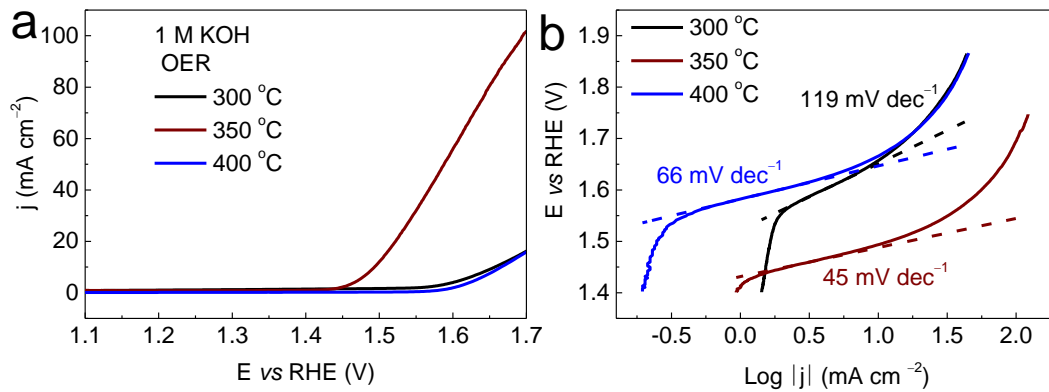 a
1 M KOH
OER
300 °C
350 °C
400 °C
100
80
60
40
20
0
j (mA cm⁻²)
1.1 1.2 1.3 1.4 1.5 1.6 1.7
E vs RHE (V)
b
300 °C
350 °C
400 °C
119 mV dec⁻¹
66 mV dec⁻¹
45 mV dec⁻¹
1.9
1.8
1.7
1.6
1.5
1.4
E vs RHE (V)
-0.5 0.0 0.5 1.0 1.5 2.0
Log |j| (mA cm ⁻²)